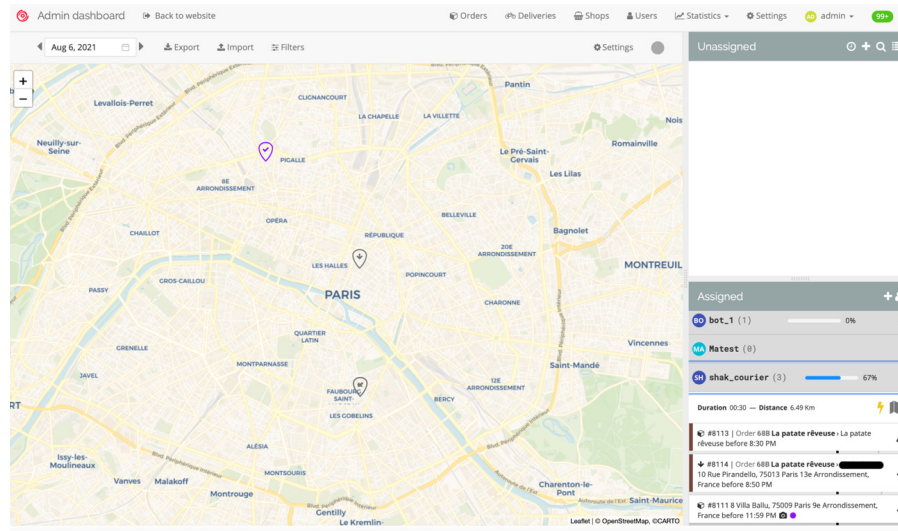 Admin dashboard Back to website Orders Deliveries Shops Users Statistics Settings AD admin 99+
Aug 6, 2021 Export Import Filters Settings
Unassigned
+
−
Pantin
Levallois-Perret
CLIGNANCOURT
LA CHAPELLE LA VILLETTE
Neuilly-sur-
Seine
Romainville
PIGALLE
Le Pré-Saint-
Gervais
Les Lilas
8E
ARRONDISSEMENT
OPÉRA
BELLEVILLE
CHAILLOT
RÉPUBLIQUE
Bagnolet
20E
ARRONDISSEMENT
LES HALLES
MONTREUIL
POPINCOURT
GROS-CAILLOU
PASSY
PARIS
CHARONNE
QUARTIER
LATIN
GRENELLE
Vincennes
MONTPARNASSE
Saint-Mandé
JAVEL
12E
ARRONDISSEMENT
FAUBOURG
SAINT-
BERCY
LES GOBELINS
ALÉSIA
Issy-les-
Moulineaux
MONTSOURIS
Vanves Malakoff
Charenton-le-
Pont
Montrouge
Autoroute de l'Est Saint-Maurice
Blvd. Périphérique Extérieur
Gentilly
Le Kremlin-
Leaflet | © OpenStreetMap, ©CARTO
Assigned
BO bot_1 (1) 0%
MA Matest (0)
SH shak_courier (3) 67%
Duration 00:30 — Distance 6.49 Km
#8113 | Order 68B La patate rêveuse › La patate
rêveuse before 8:30 PM
#8114 | Order 68B La patate rêveuse ›
10 Rue Pirandello, 75013 Paris 13e Arrondissement,
France before 8:50 PM
#8111 8 Villa Ballu, 75009 Paris 9e Arrondissement,
France before 11:59 PM